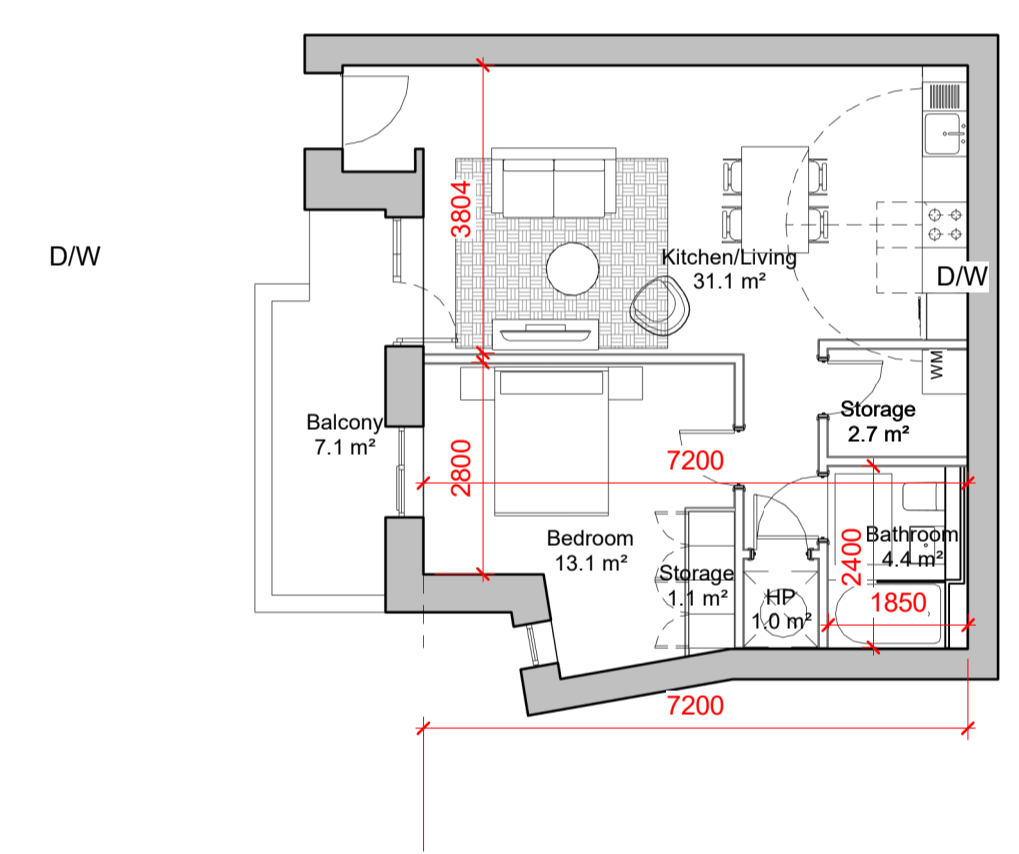 D/W
3804
Kitchen/Living
31.1 m²
D/W
WM
Balcony
7.1 m²
2800
7200
Storage
2.7 m²
Bedroom
13.1 m²
Storage
1.1 m²
HP
1.0 m²
2400
Bathroom
4.4 m²
1850
7200